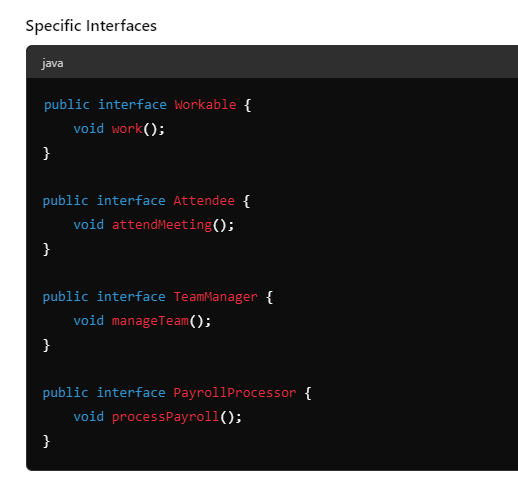 Specific Interfaces
java
public interface Workable {
    void work();
}
public interface Attendee {
    void attendMeeting();
}
public interface TeamManager {
    void manageTeam();
}
public interface PayrollProcessor {
    void processPayroll();
}